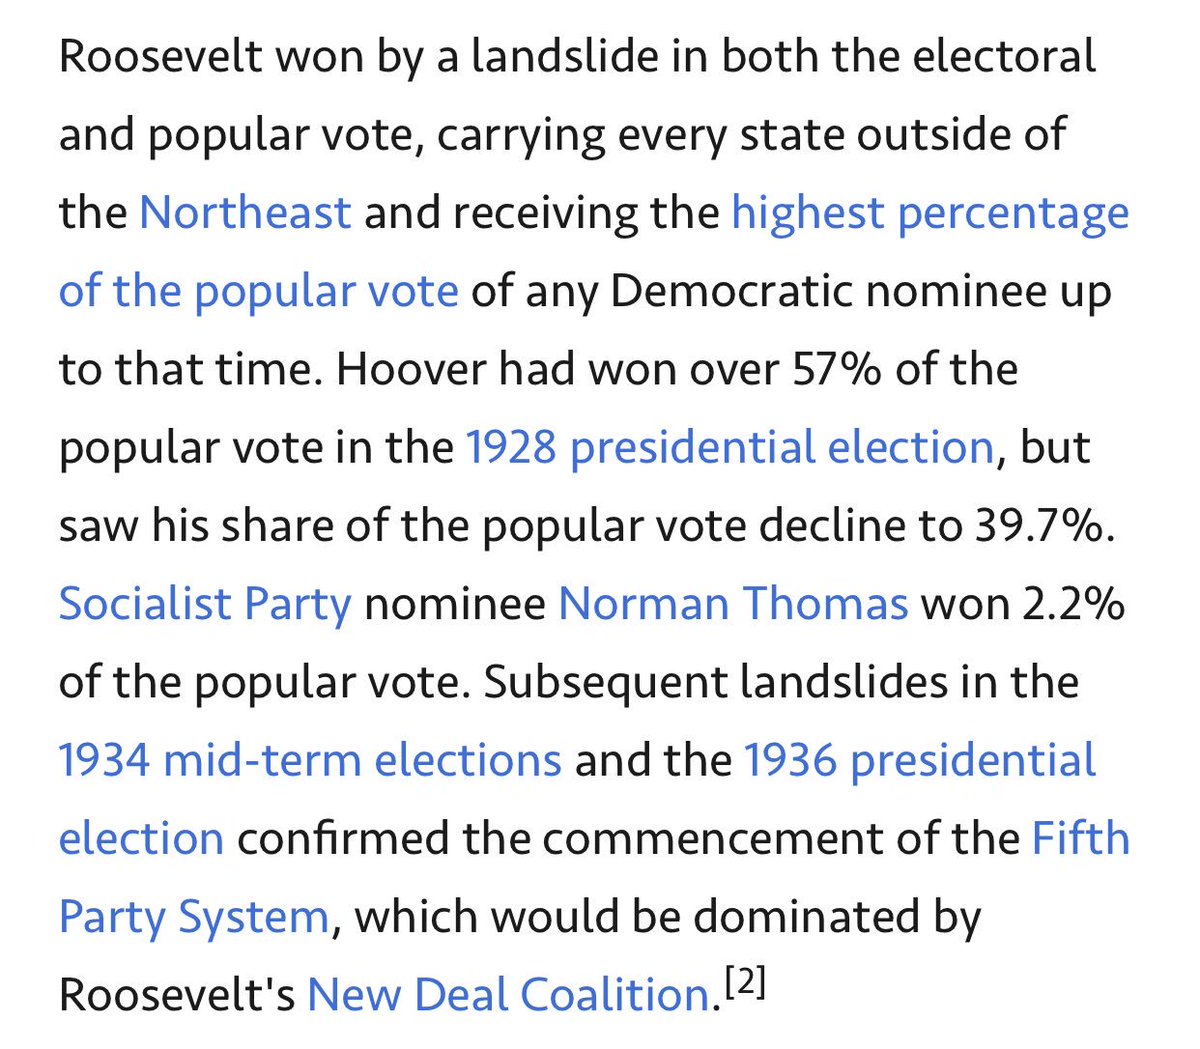 Roosevelt won by a landslide in both the electoral
and popular vote, carrying every state outside of
the Northeast and receiving the highest percentage
of the popular vote of any Democratic nominee up
to that time. Hoover had won over 57% of the
popular vote in the 1928 presidential election, but
saw his share of the popular vote decline to 39.7%.
Socialist Party nominee Norman Thomas won 2.2%
of the popular vote. Subsequent landslides in the
1934 mid-term elections and the 1936 presidential
election confirmed the commencement of the Fifth
Party System, which would be dominated by
Roosevelt's New Deal Coalition.[2]